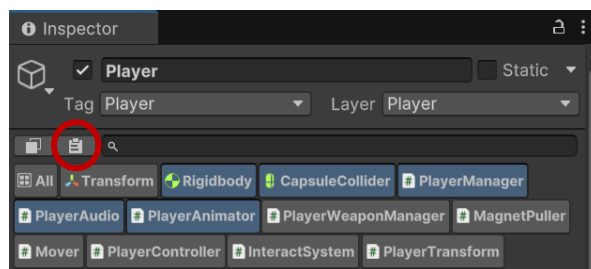 Inspector
Player
Static
Tag Player Layer Player
All Transform Rigidbody CapsuleCollider # PlayerManager
# PlayerAudio # PlayerAnimator # PlayerWeaponManager # MagnetPuller
# Mover # PlayerController # InteractSystem # PlayerTransform